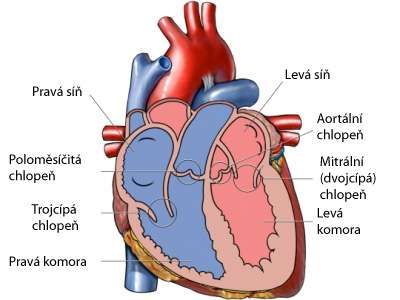 Pravá síň
Poloměsíčitá
chlopeň
Trojcípá
chlopeň
Pravá komora
Levá síň
Aortální
chlopeň
Mitrální
(dvojcípá)
chlopeň
Levá
komora